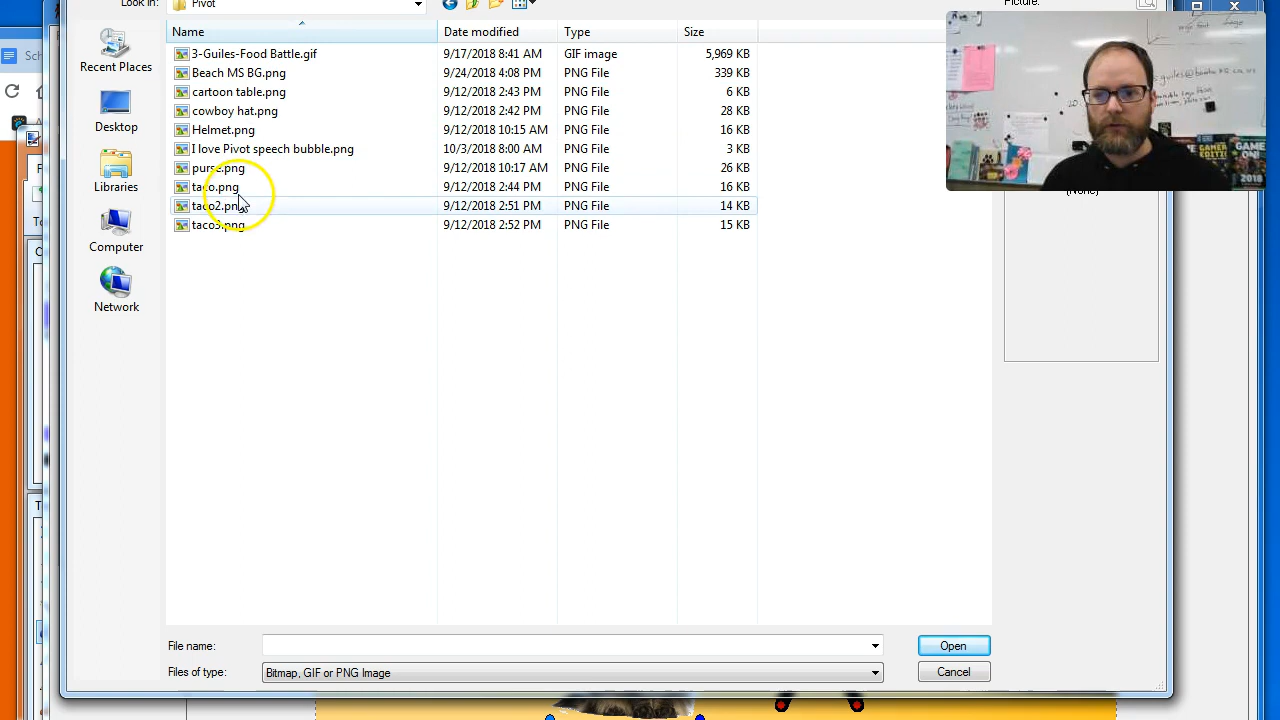 Look in: Pivot
Name Date modified Type Size
3-Guiles-Food Battle.gif 9/17/2018 8:41 AM GIF image 5,969 KB
Beach MS 3G.png 9/24/2018 4:08 PM PNG File 339 KB
cartoon table.png 9/12/2018 2:43 PM PNG File 6 KB
cowboy hat.png 9/12/2018 2:42 PM PNG File 28 KB
Helmet.png 9/12/2018 10:15 AM PNG File 16 KB
I love Pivot speech bubble.png 10/3/2018 8:00 AM PNG File 3 KB
purse.png 9/12/2018 10:17 AM PNG File 26 KB
taco.png 9/12/2018 2:44 PM PNG File 16 KB
taco2.png 9/12/2018 2:51 PM PNG File 14 KB
taco3.png 9/12/2018 2:52 PM PNG File 15 KB
Recent Places
Desktop
Libraries
Computer
Network
Picture:
(None)
GAME ON!
2018
File name: Open
Files of type: Bitmap, GIF or PNG Image Cancel